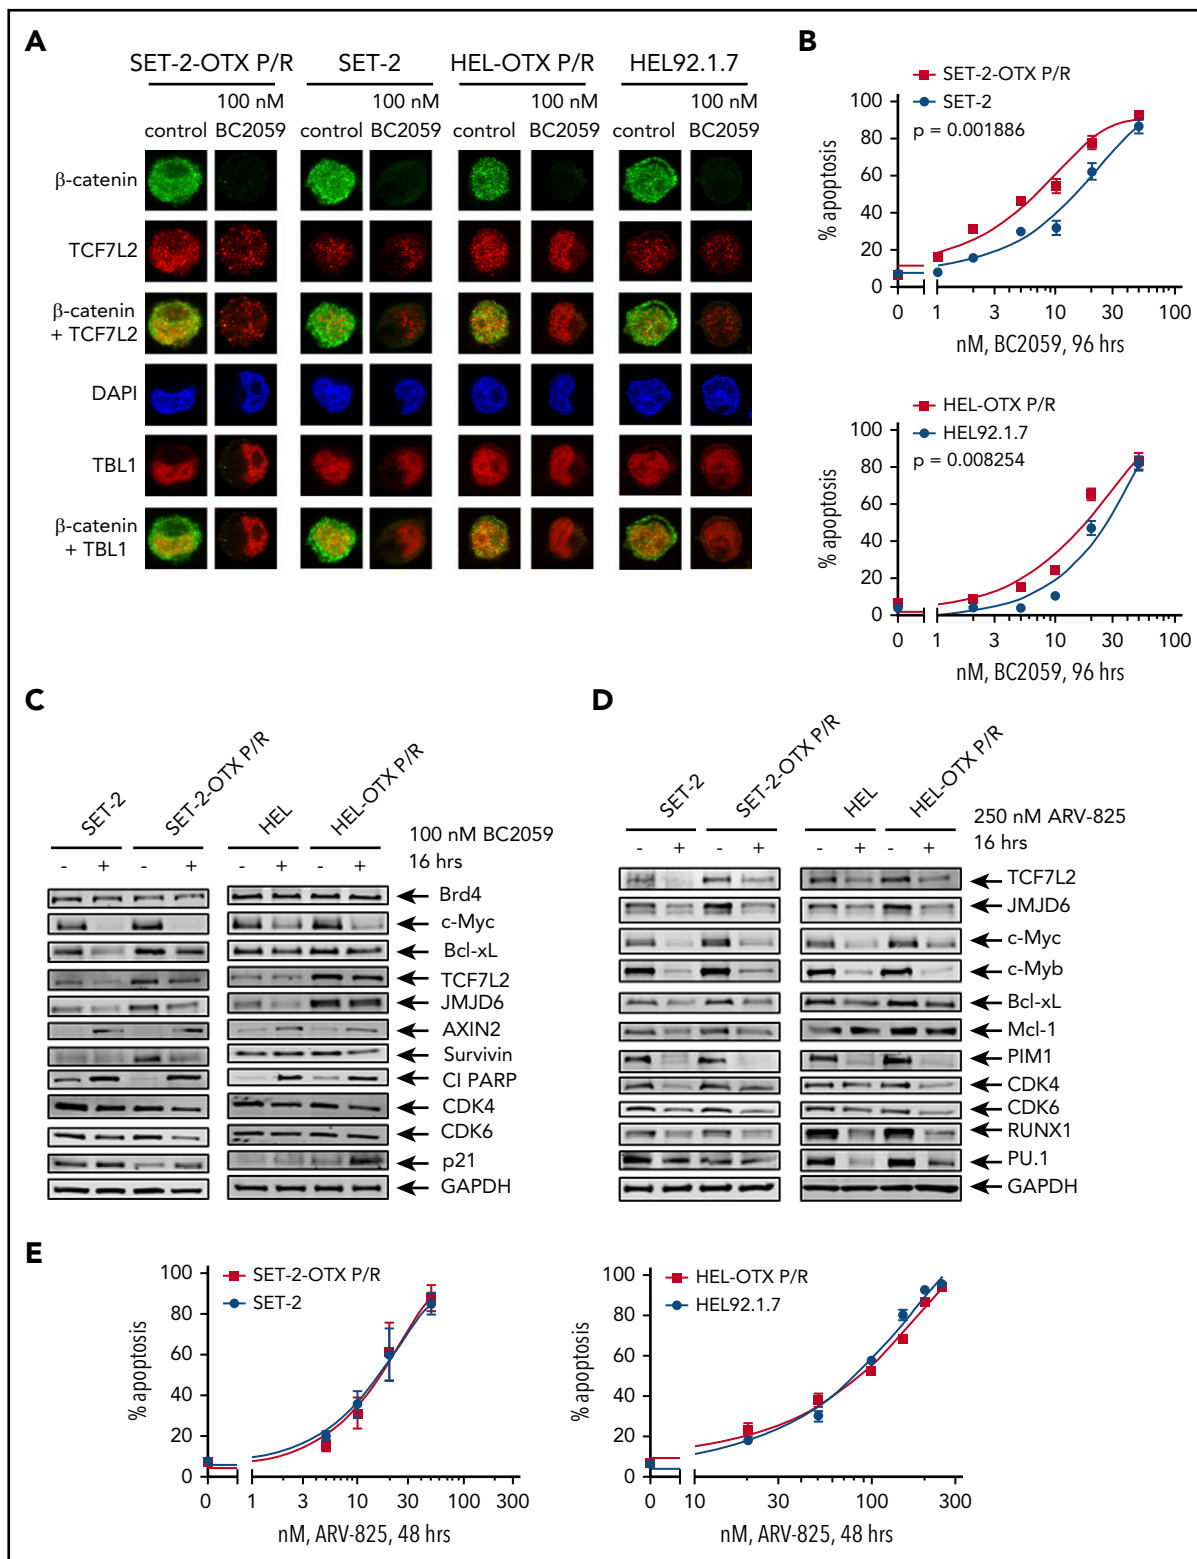 A
SET-2-OTX P/R SET-2 HEL-OTX P/R HEL92.1.7
100 nM 100 nM 100 nM 100 nM
control BC2059 control BC2059 control BC2059 control BC2059
β-catenin
TCF7L2
β-catenin
+ TCF7L2
DAPI
TBL1
β-catenin
+ TBL1
B
SET-2-OTX P/R
SET-2
p = 0.001886
% apoptosis
100
80
60
40
20
0
0 1 3 10 30 100
nM, BC2059, 96 hrs
HEL-OTX P/R
HEL92.1.7
p = 0.008254
% apoptosis
100
80
60
40
20
0
0 1 3 10 30 100
nM, BC2059, 96 hrs
C
SET-2 SET-2-OTX P/R HEL HEL-OTX P/R
100 nM BC2059
- + - + - + - + 16 hrs
Brd4
c-Myc
Bcl-xL
TCF7L2
JMJD6
AXIN2
Survivin
Cl PARP
CDK4
CDK6
p21
GAPDH
D
SET-2 SET-2-OTX P/R HEL HEL-OTX P/R
250 nM ARV-825
- + - + - + - + 16 hrs
TCF7L2
JMJD6
c-Myc
c-Myb
Bcl-xL
Mcl-1
PIM1
CDK4
CDK6
RUNX1
PU.1
GAPDH
E
SET-2-OTX P/R
SET-2
% apoptosis
100
80
60
40
20
0
0 1 3 10 30 100 300
nM, ARV-825, 48 hrs
HEL-OTX P/R
HEL92.1.7
% apoptosis
100
80
60
40
20
0
0 10 30 100 300
nM, ARV-825, 48 hrs